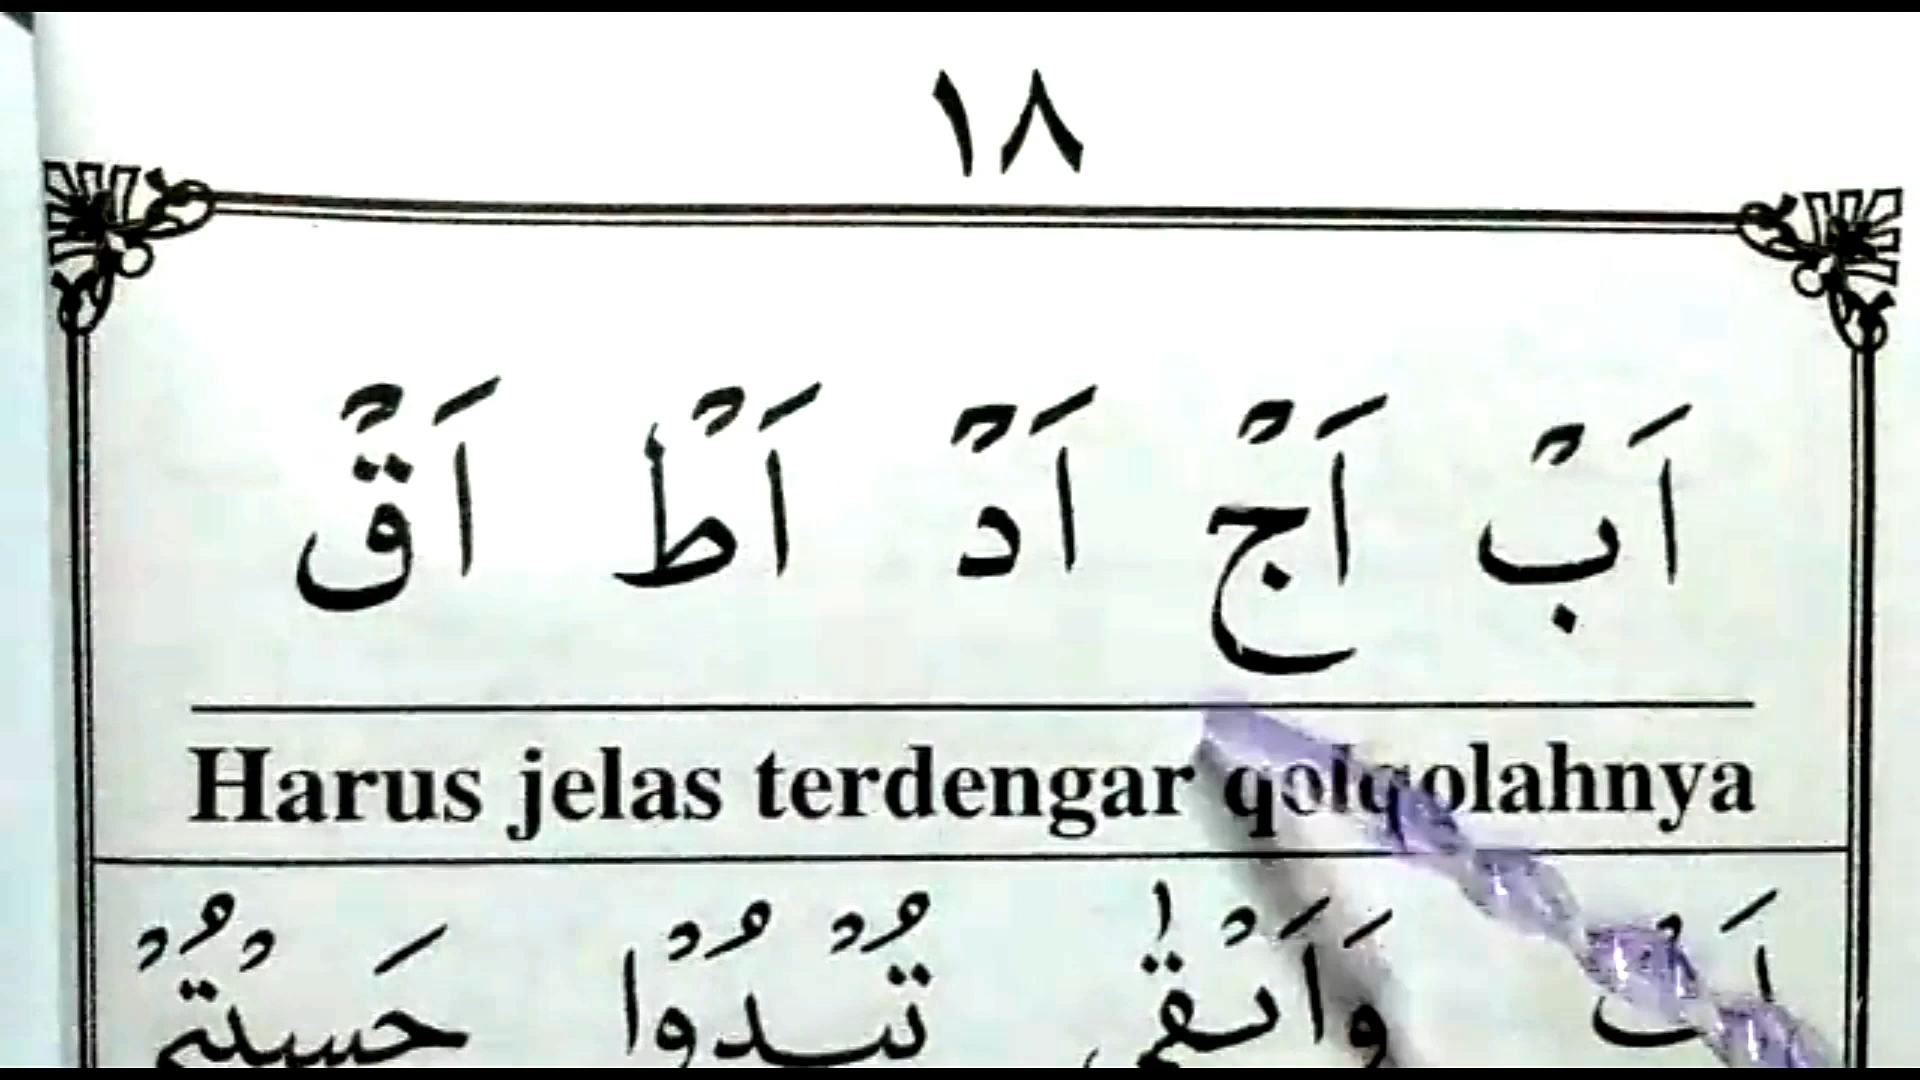 ١٨
اَبْ اَجْ اَدْ اَطْ اَقْ
Harus jelas terdengar qolqolahnya
اَبْ وَاَبْقٰى تُبْدُوْا حَسِبْتُمْ